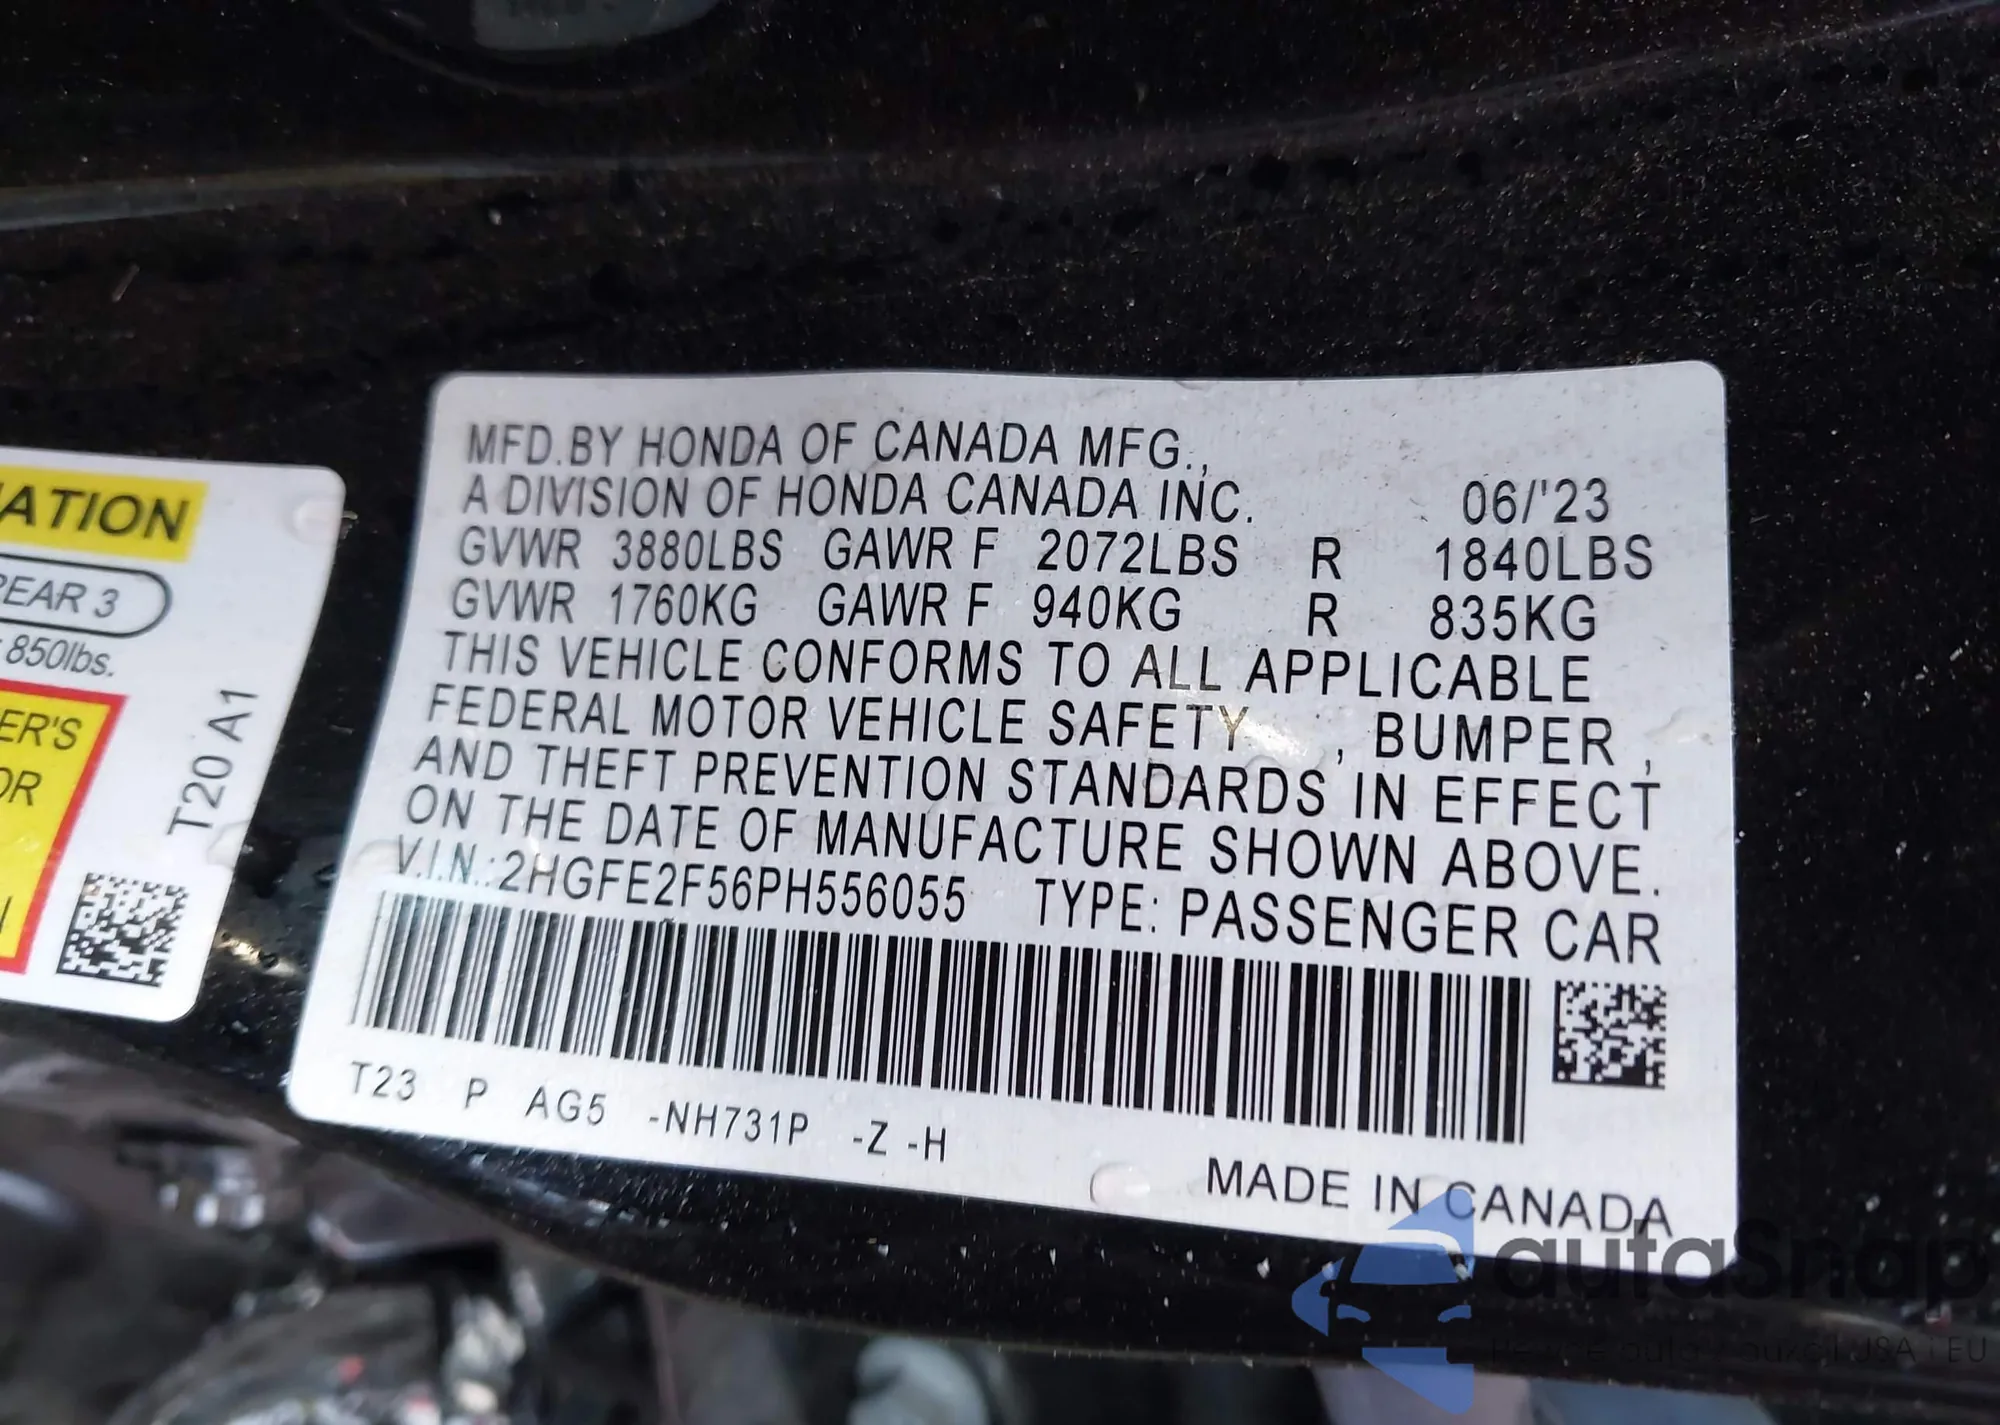 MFD.BY HONDA OF CANADA MFG.,
A DIVISION OF HONDA CANADA INC. 06/'23
GVWR 3880LBS GAWR F 2072LBS R 1840LBS
GVWR 1760KG GAWR F 940KG R 835KG
THIS VEHICLE CONFORMS TO ALL APPLICABLE
FEDERAL MOTOR VEHICLE SAFETY , BUMPER ,
AND THEFT PREVENTION STANDARDS IN EFFECT
ON THE DATE OF MANUFACTURE SHOWN ABOVE.
V.I.N.:2HGFE2F56PH556055 TYPE: PASSENGER CAR
T23 P AG5 -NH731P -Z -H
MADE IN CANADA
ATION
REAR 3
850lbs.
ER'S
OR
T20 A1
autaSnap
USA i EU